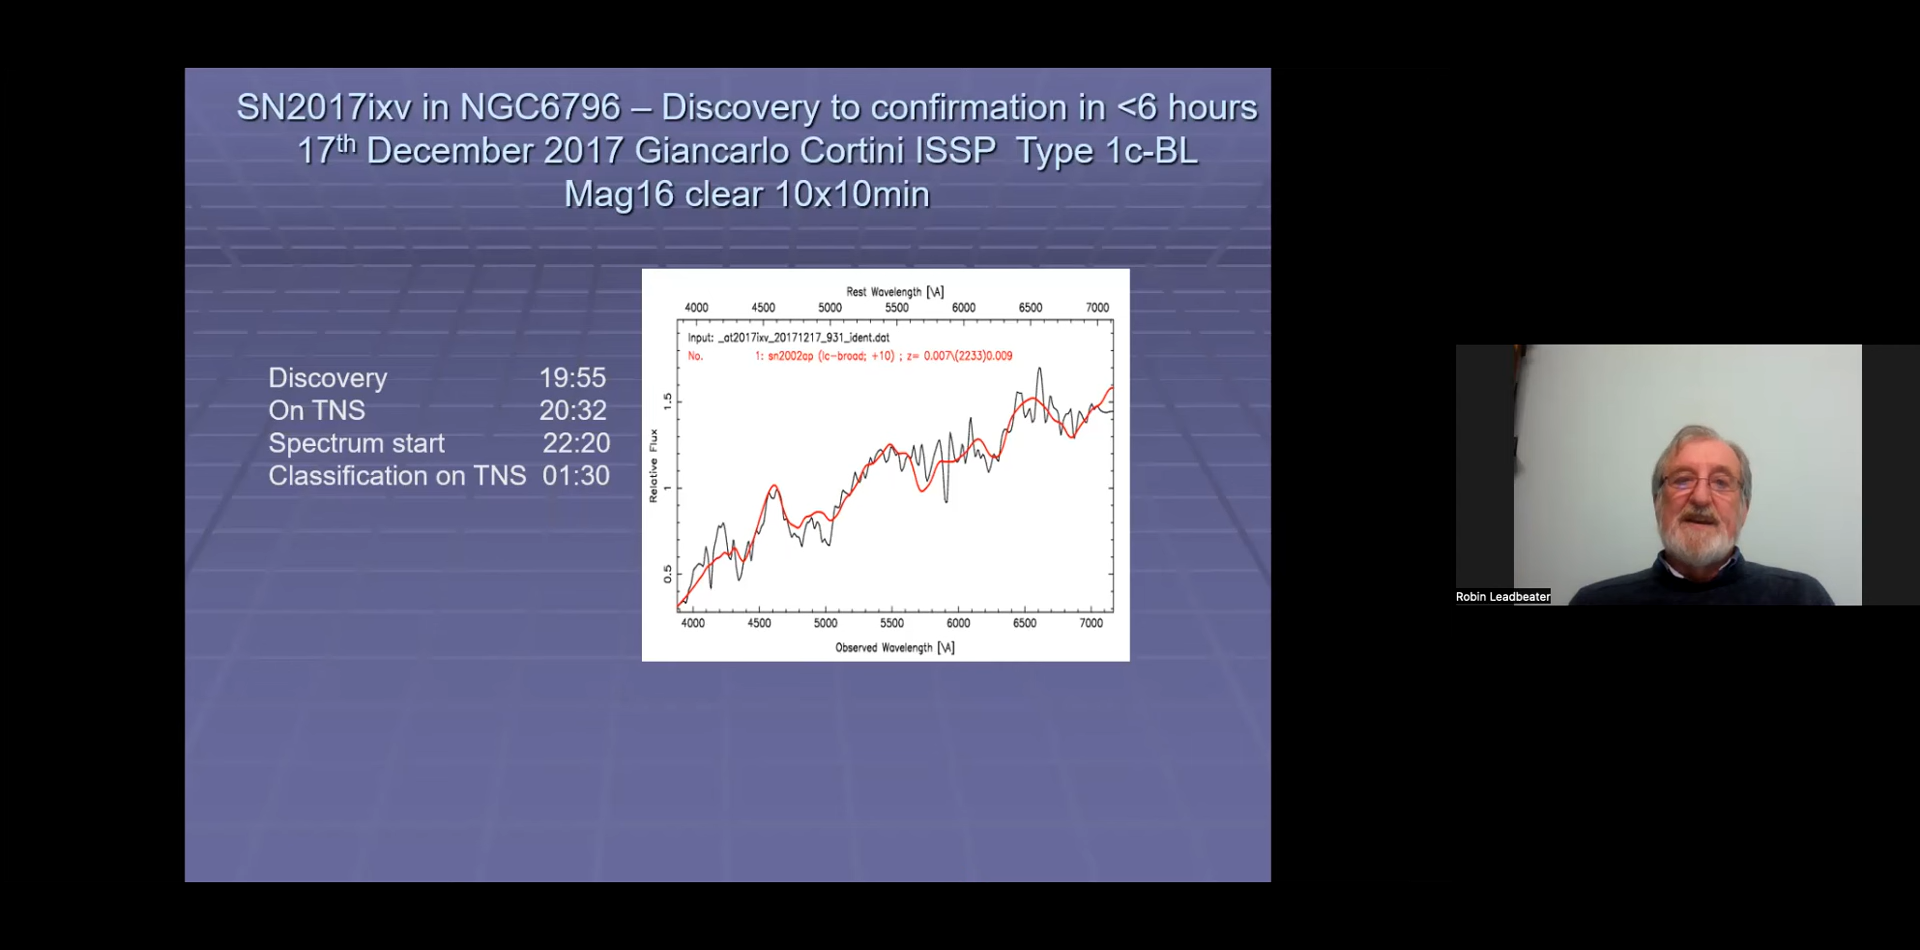 SN2017ixv in NGC6796 – Discovery to confirmation in <6 hours
17th December 2017 Giancarlo Cortini ISSP Type 1c-BL
Mag16 clear 10x10min
Discovery 19:55
On TNS 20:32
Spectrum start 22:20
Classification on TNS 01:30
Rest Wavelength [\A]
4000 4500 5000 5500 6000 6500 7000
Input: _at2017ixv_20171217_931_ident.dat
No. 1: sn2002ap (Ic-broad; +10) ; z= 0.007\(2233)0.009
Relative Flux
1.5
1
0.5
4000 4500 5000 5500 6000 6500 7000
Observed Wavelength [\A]
Robin Leadbeater